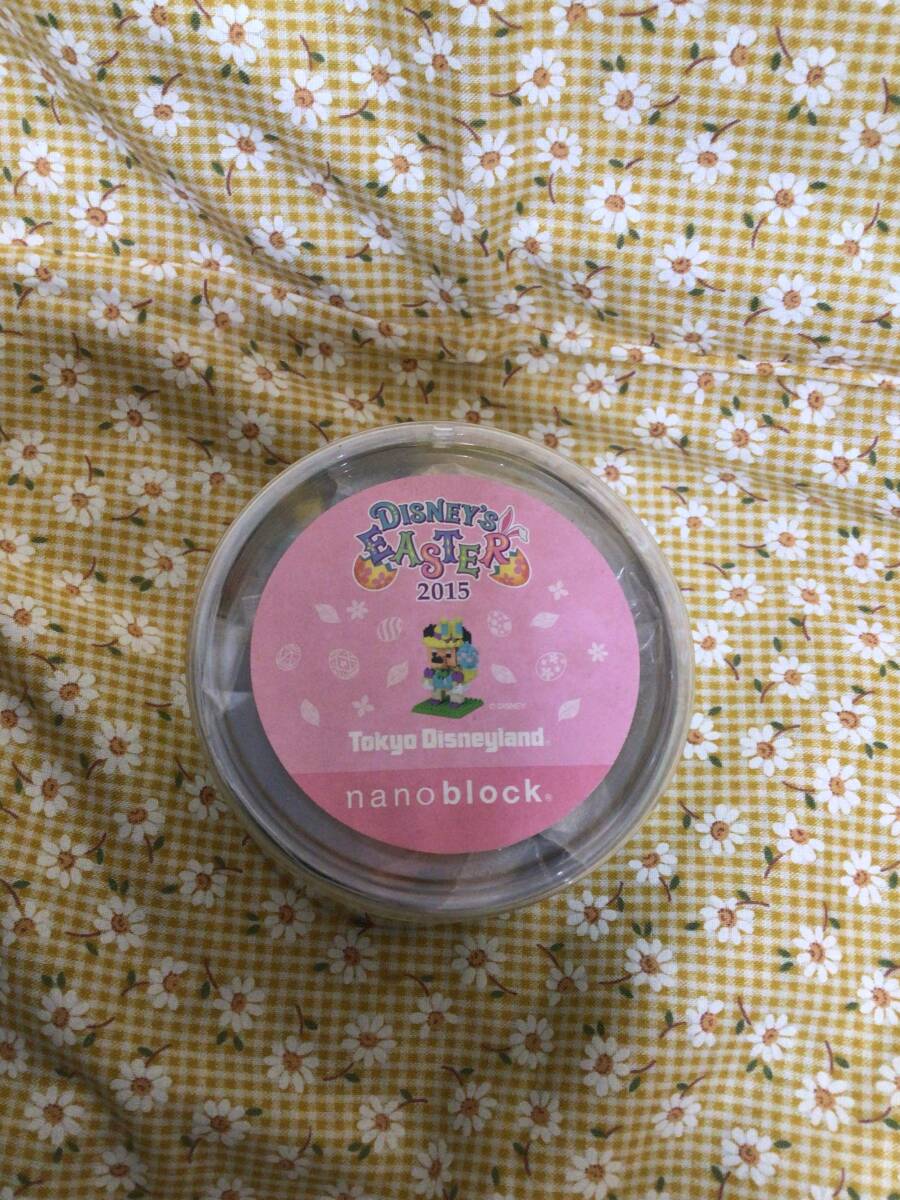 DISNEY'S
EASTER
2015
© DISNEY
Tokyo Disneyland®
nanoblock®